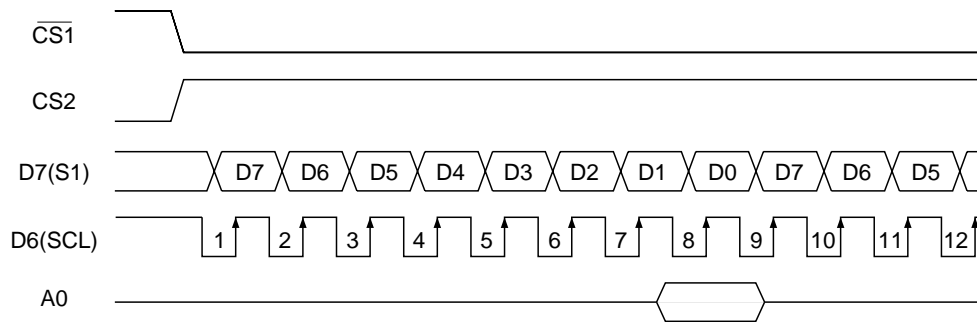 CS1
CS2
D7(S1) D7 D6 D5 D4 D3 D2 D1 D0 D7 D6 D5
D6(SCL) 1 2 3 4 5 6 7 8 9 10 11 12
A0